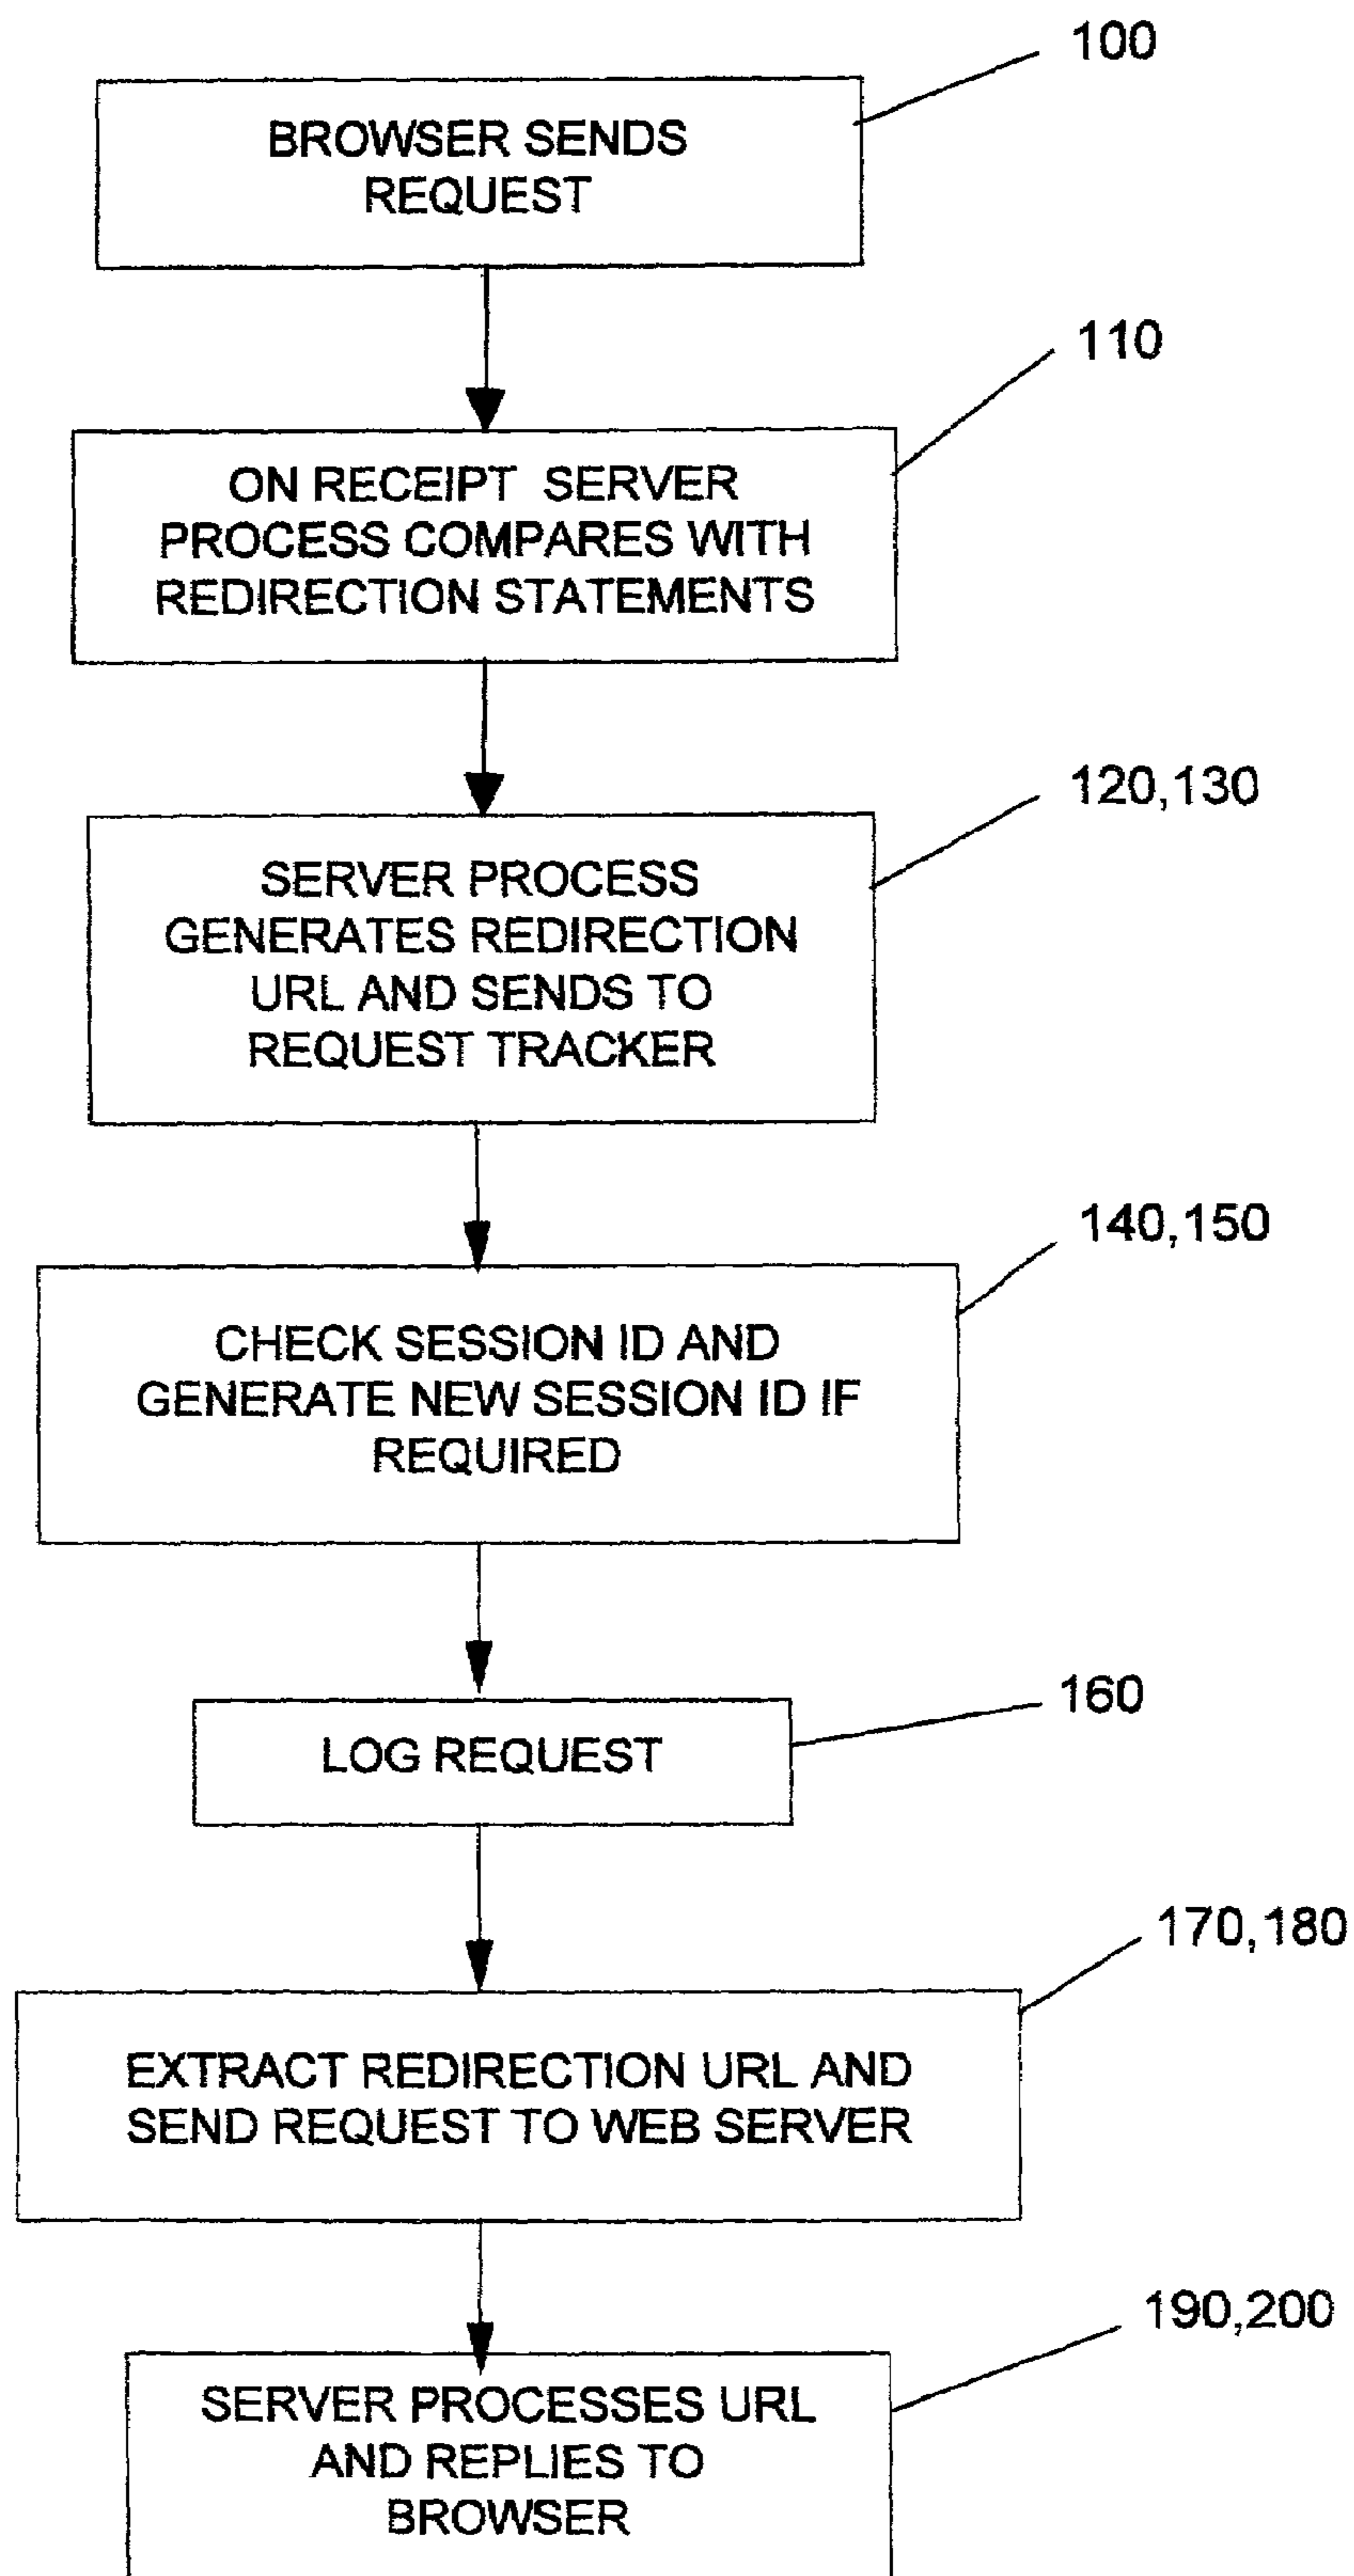 100
BROWSER SENDS
REQUEST
110
ON RECEIPT SERVER
PROCESS COMPARES WITH
REDIRECTION STATEMENTS
120,130
SERVER PROCESS
GENERATES REDIRECTION
URL AND SENDS TO
REQUEST TRACKER
140,150
CHECK SESSION ID AND
GENERATE NEW SESSION ID IF
REQUIRED
160
LOG REQUEST
170,180
EXTRACT REDIRECTION URL AND
SEND REQUEST TO WEB SERVER
190,200
SERVER PROCESSES URL
AND REPLIES TO
BROWSER